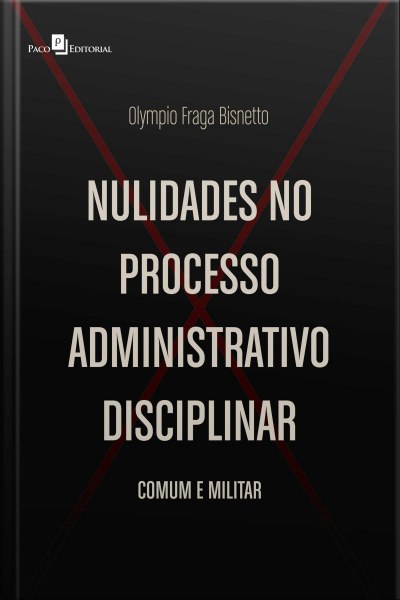 PACO EDITORIAL
Olympio Fraga Bisnetto
NULIDADES NO
PROCESSO
ADMINISTRATIVO
DISCIPLINAR
COMUM E MILITAR